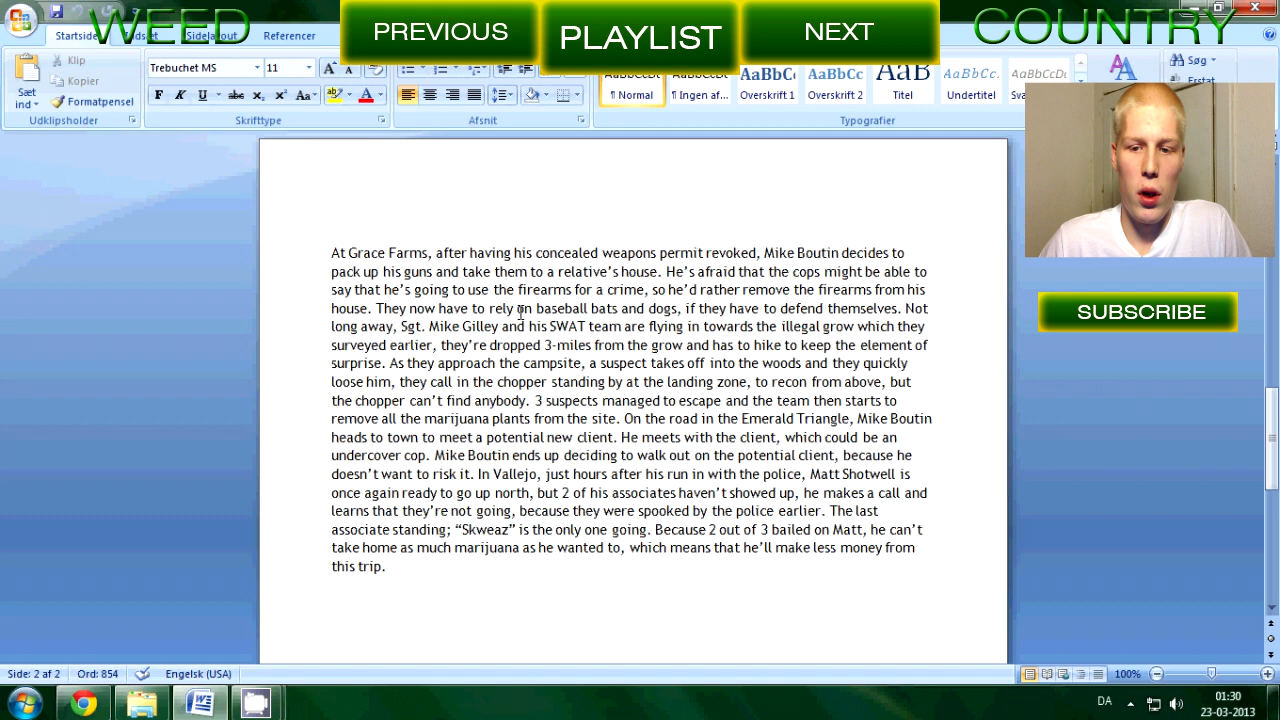 WEED
PREVIOUS
PLAYLIST
NEXT
COUNTRY
Startside
Sidelayout
Referencer
Sæt
ind
Klip
Kopier
Formatpensel
Udklipsholder
Trebuchet MS
11
F K U abc x₂ x² Aa
Skrifttype
Afsnit
¶ Normal
¶ Ingen af...
Overskrift 1
Overskrift 2
Titel
Undertitel
Typografier
Søg
Erstat
SUBSCRIBE
At Grace Farms, after having his concealed weapons permit revoked, Mike Boutin decides to
pack up his guns and take them to a relative’s house. He’s afraid that the cops might be able to
say that he’s going to use the firearms for a crime, so he’d rather remove the firearms from his
house. They now have to rely on baseball bats and dogs, if they have to defend themselves. Not
long away, Sgt. Mike Gilley and his SWAT team are flying in towards the illegal grow which they
surveyed earlier, they’re dropped 3-miles from the grow and has to hike to keep the element of
surprise. As they approach the campsite, a suspect takes off into the woods and they quickly
loose him, they call in the chopper standing by at the landing zone, to recon from above, but
the chopper can’t find anybody. 3 suspects managed to escape and the team then starts to
remove all the marijuana plants from the site. On the road in the Emerald Triangle, Mike Boutin
heads to town to meet a potential new client. He meets with the client, which could be an
undercover cop. Mike Boutin ends up deciding to walk out on the potential client, because he
doesn’t want to risk it. In Vallejo, just hours after his run in with the police, Matt Shotwell is
once again ready to go up north, but 2 of his associates haven’t showed up, he makes a call and
learns that they’re not going, because they were spooked by the police earlier. The last
associate standing; “Skweaz” is the only one going. Because 2 out of 3 bailed on Matt, he can’t
take home as much marijuana as he wanted to, which means that he’ll make less money from
this trip.
Side: 2 af 2
Ord: 854
Engelsk (USA)
100%
DA
01:30
23-03-2013